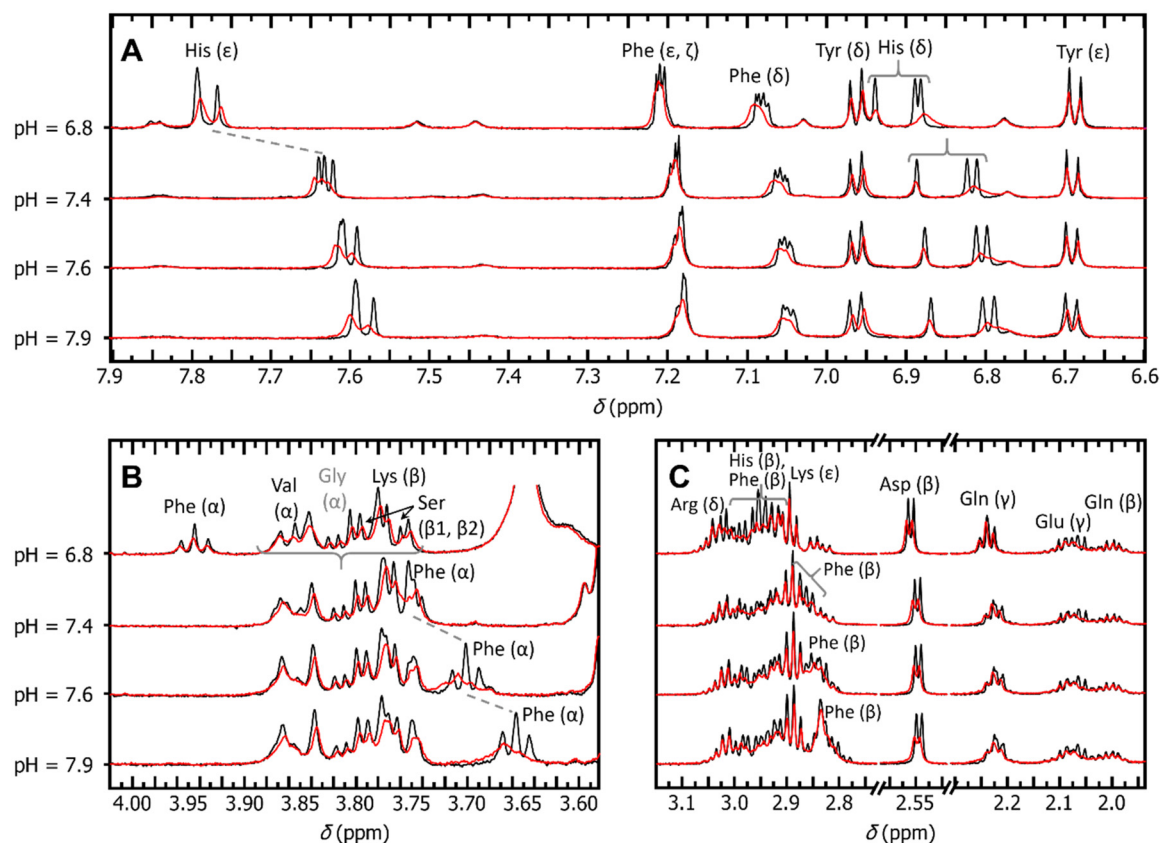 A
His (ε)
Phe (ε, ζ)
Phe (δ)
Tyr (δ)
His (δ)
Tyr (ε)
pH = 6.8
pH = 7.4
pH = 7.6
pH = 7.9
7.9 7.8 7.7 7.6 7.5 7.4 7.3 7.2 7.1 7.0 6.9 6.8 6.7 6.6
δ (ppm)
B
Phe (α)
Val
(α)
Gly
(α)
Lys (β)
Ser
(β1, β2)
Phe (α)
Phe (α)
Phe (α)
pH = 6.8
pH = 7.4
pH = 7.6
pH = 7.9
4.00 3.95 3.90 3.85 3.80 3.75 3.70 3.65 3.60
δ (ppm)
C
Arg (δ)
His (β),
Phe (β)
Lys (ε)
Asp (β)
Gln (γ)
Glu (γ)
Gln (β)
Phe (β)
Phe (β)
Phe (β)
3.1 3.0 2.9 2.8 2.55 2.2 2.1 2.0
δ (ppm)